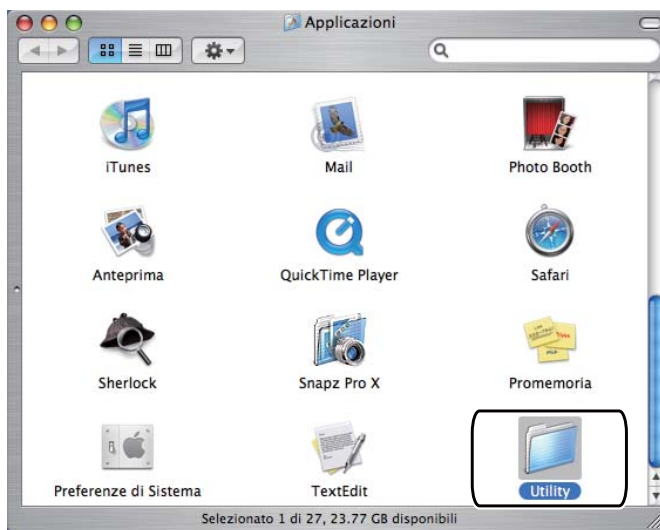 Applicazioni
iTunes
Mail
Photo Booth
Anteprima
QuickTime Player
Safari
Sherlock
Snapz Pro X
Promemoria
Preferenze di Sistema
TextEdit
Utility
Selezionato 1 di 27, 23.77 GB disponibili